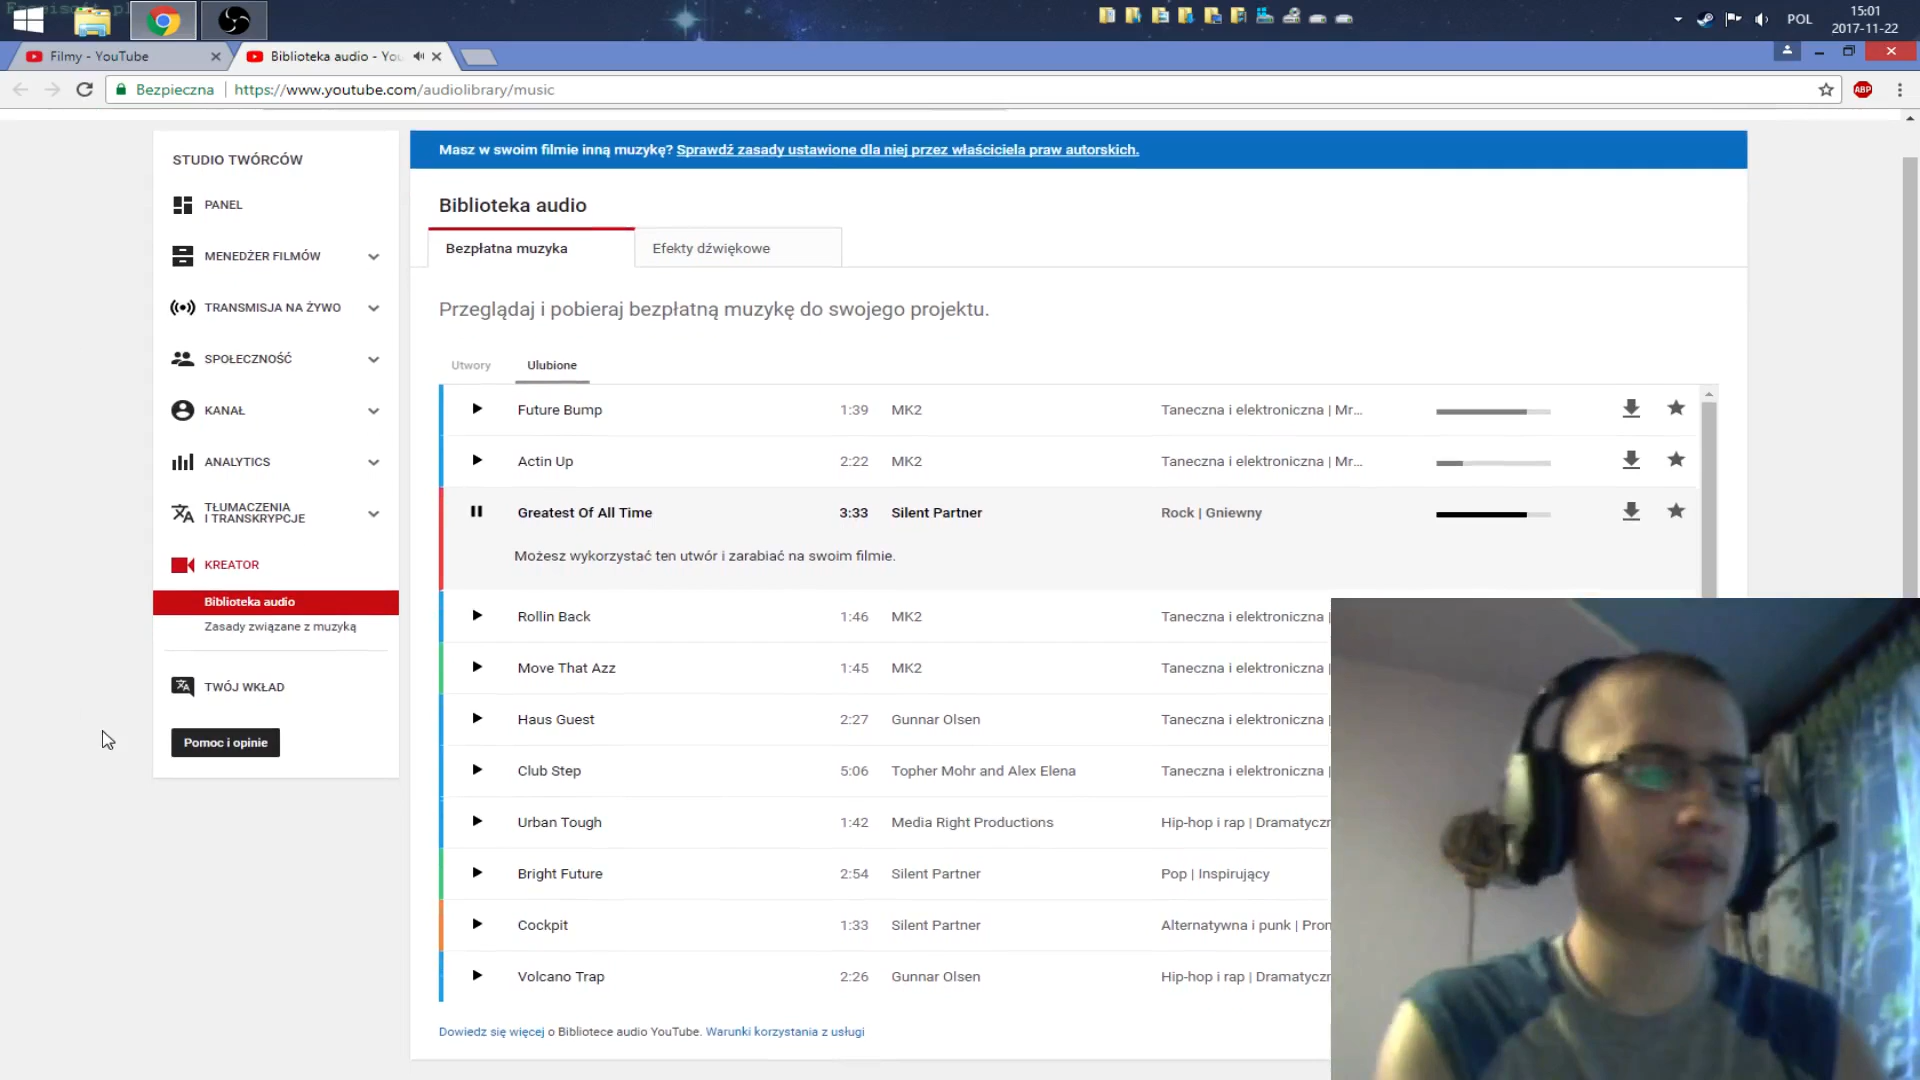 POL
15:01
2017-11-22
Filmy - YouTube
Biblioteka audio - You
Bezpieczna
https://www.youtube.com/audiolibrary/music
ABP
STUDIO TWÓRCÓW
PANEL
MENEDŻER FILMÓW
TRANSMISJA NA ŻYWO
SPOŁECZNOŚĆ
KANAŁ
ANALYTICS
TŁUMACZENIA
I TRANSKRYPCJE
KREATOR
Biblioteka audio
Zasady związane z muzyką
TWÓJ WKŁAD
Pomoc i opinie
Masz w swoim filmie inną muzykę? Sprawdź zasady ustawione dla niej przez właściciela praw autorskich.
Biblioteka audio
Bezpłatna muzyka
Efekty dźwiękowe
Przeglądaj i pobieraj bezpłatną muzykę do swojego projektu.
Utwory
Ulubione
Future Bump 1:39 MK2 Taneczna i elektroniczna | Mr...
Actin Up 2:22 MK2 Taneczna i elektroniczna | Mr...
Greatest Of All Time 3:33 Silent Partner Rock | Gniewny
Możesz wykorzystać ten utwór i zarabiać na swoim filmie.
Rollin Back 1:46 MK2 Taneczna i elektroniczna |
Move That Azz 1:45 MK2 Taneczna i elektroniczna |
Haus Guest 2:27 Gunnar Olsen Taneczna i elektroniczna |
Club Step 5:06 Topher Mohr and Alex Elena Taneczna i elektroniczna |
Urban Tough 1:42 Media Right Productions Hip-hop i rap | Dramatyczn
Bright Future 2:54 Silent Partner Pop | Inspirujący
Cockpit 1:33 Silent Partner Alternatywna i punk | Pron
Volcano Trap 2:26 Gunnar Olsen Hip-hop i rap | Dramatyczn
Dowiedz się więcej o Bibliotece audio YouTube. Warunki korzystania z usługi